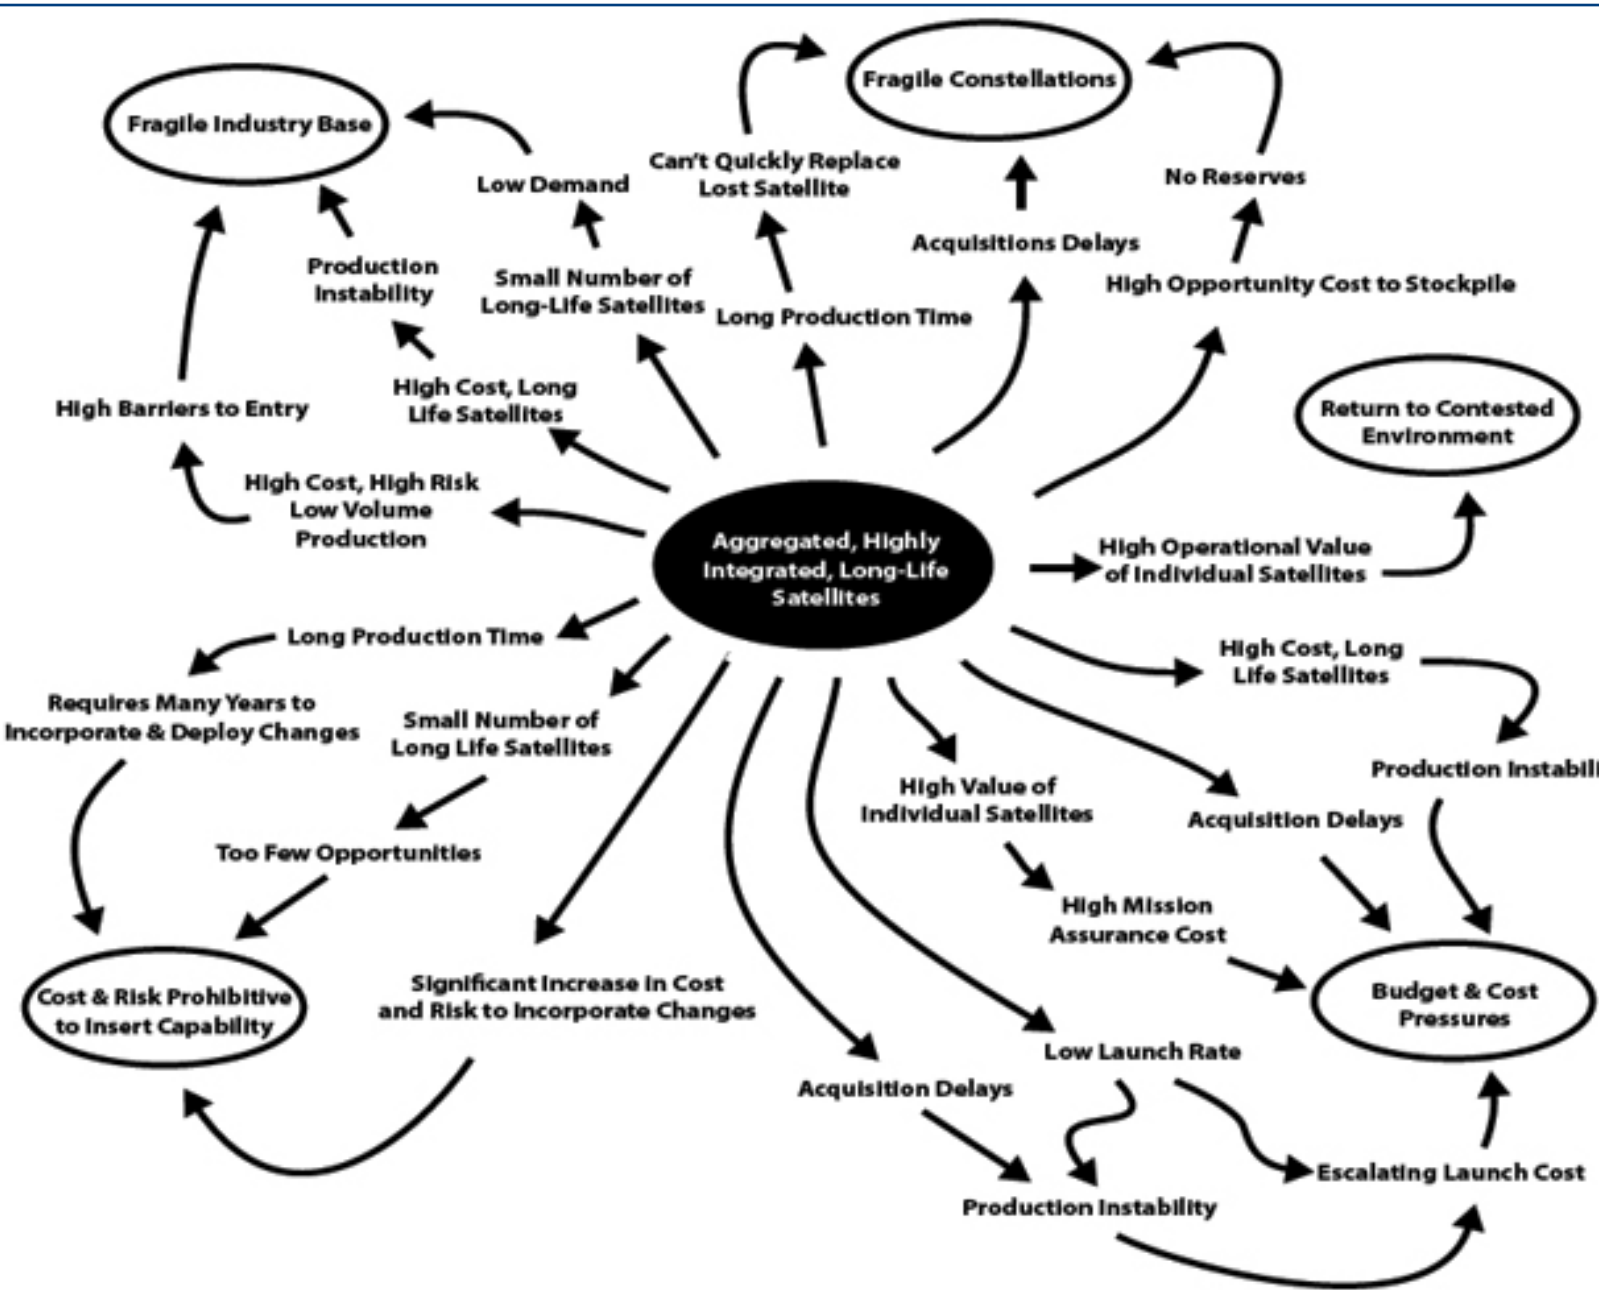 Fragile Constellations
Fragile Industry Base
Can't Quickly Replace
Lost Satellite
No Reserves
Low Demand
Acquisitions Delays
Production
Instability
Small Number of
Long-Life Satellites
High Opportunity Cost to Stockpile
Long Production Time
High Cost, Long
Life Satellites
High Barriers to Entry
Return to Contested
Environment
High Cost, High Risk
Low Volume
Production
Aggregated, Highly
Integrated, Long-Life
Satellites
High Operational Value
of Individual Satellites
Long Production Time
High Cost, Long
Life Satellites
Requires Many Years to
Incorporate & Deploy Changes
Small Number of
Long Life Satellites
High Value of
Individual Satellites
Production Instabili
Acquisition Delays
Too Few Opportunities
High Mission
Assurance Cost
Cost & Risk Prohibitive
to Insert Capability
Significant Increase in Cost
and Risk to Incorporate Changes
Budget & Cost
Pressures
Low Launch Rate
Acquisition Delays
Escalating Launch Cost
Production Instability